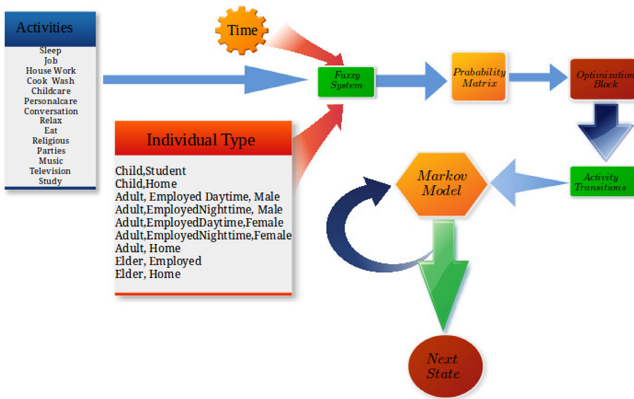 Activities
Sleep
Job
House Work
Cook Wash
Childcare
Personalcare
Conversation
Relax
Eat
Religious
Parties
Music
Television
Study
Time
Fuzzy
System
Prabability
Matrix
Optimization
Block
Individual Type
Child,Student
Child,Home
Adult, Employed Daytime, Male
Adult,EmployedNighttime, Male
Adult,EmployedDaytime,Female
Adult,EmployedNighttime,Female
Adult, Home
Elder, Employed
Elder, Home
Markov
Model
Activity
Transitions
Next
State